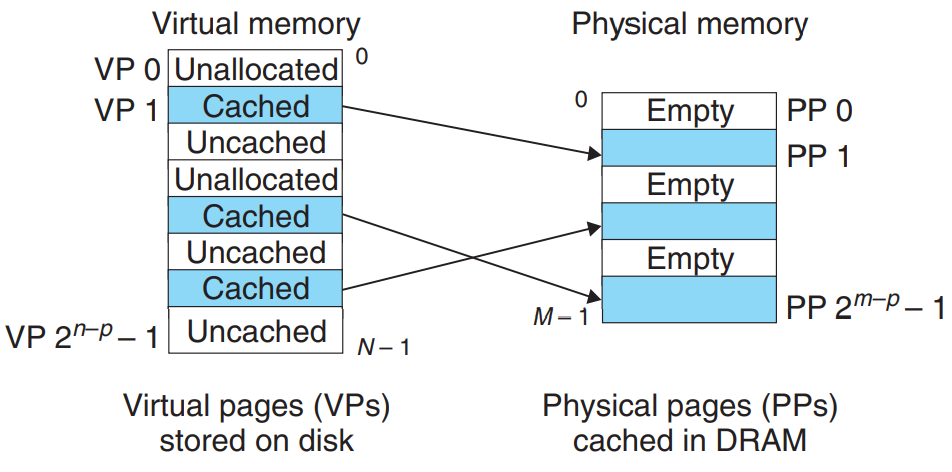 Virtual memory
Physical memory
VP 0 Unallocated 0
VP 1 Cached
Uncached
Unallocated
Cached
Uncached
Cached
VP 2ⁿ⁻ᵖ – 1 Uncached
N – 1
0 Empty PP 0
PP 1
Empty
Empty
M – 1 PP 2ᵐ⁻ᵖ – 1
Virtual pages (VPs)
stored on disk
Physical pages (PPs)
cached in DRAM